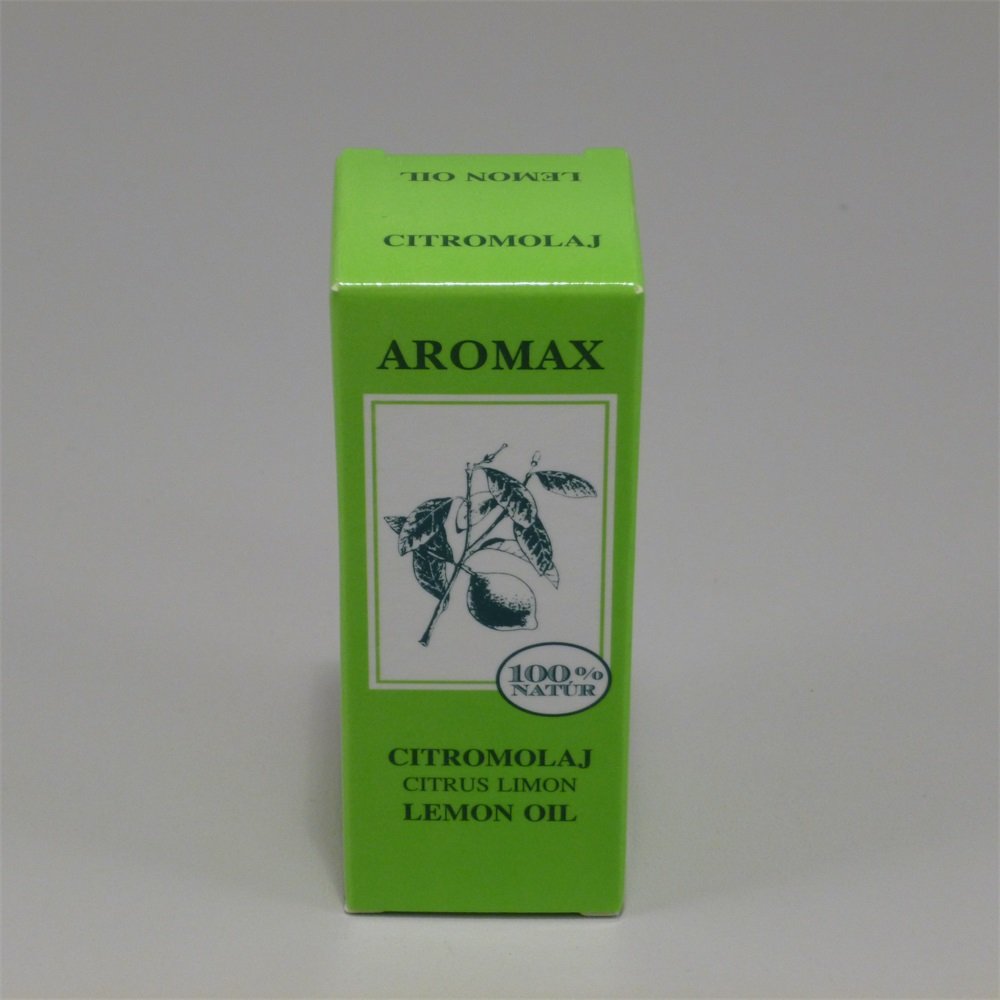 LEMON OIL
CITROMOLAJ
AROMAX
100%
NATÚR
CITROMOLAJ
CITRUS LIMON
LEMON OIL